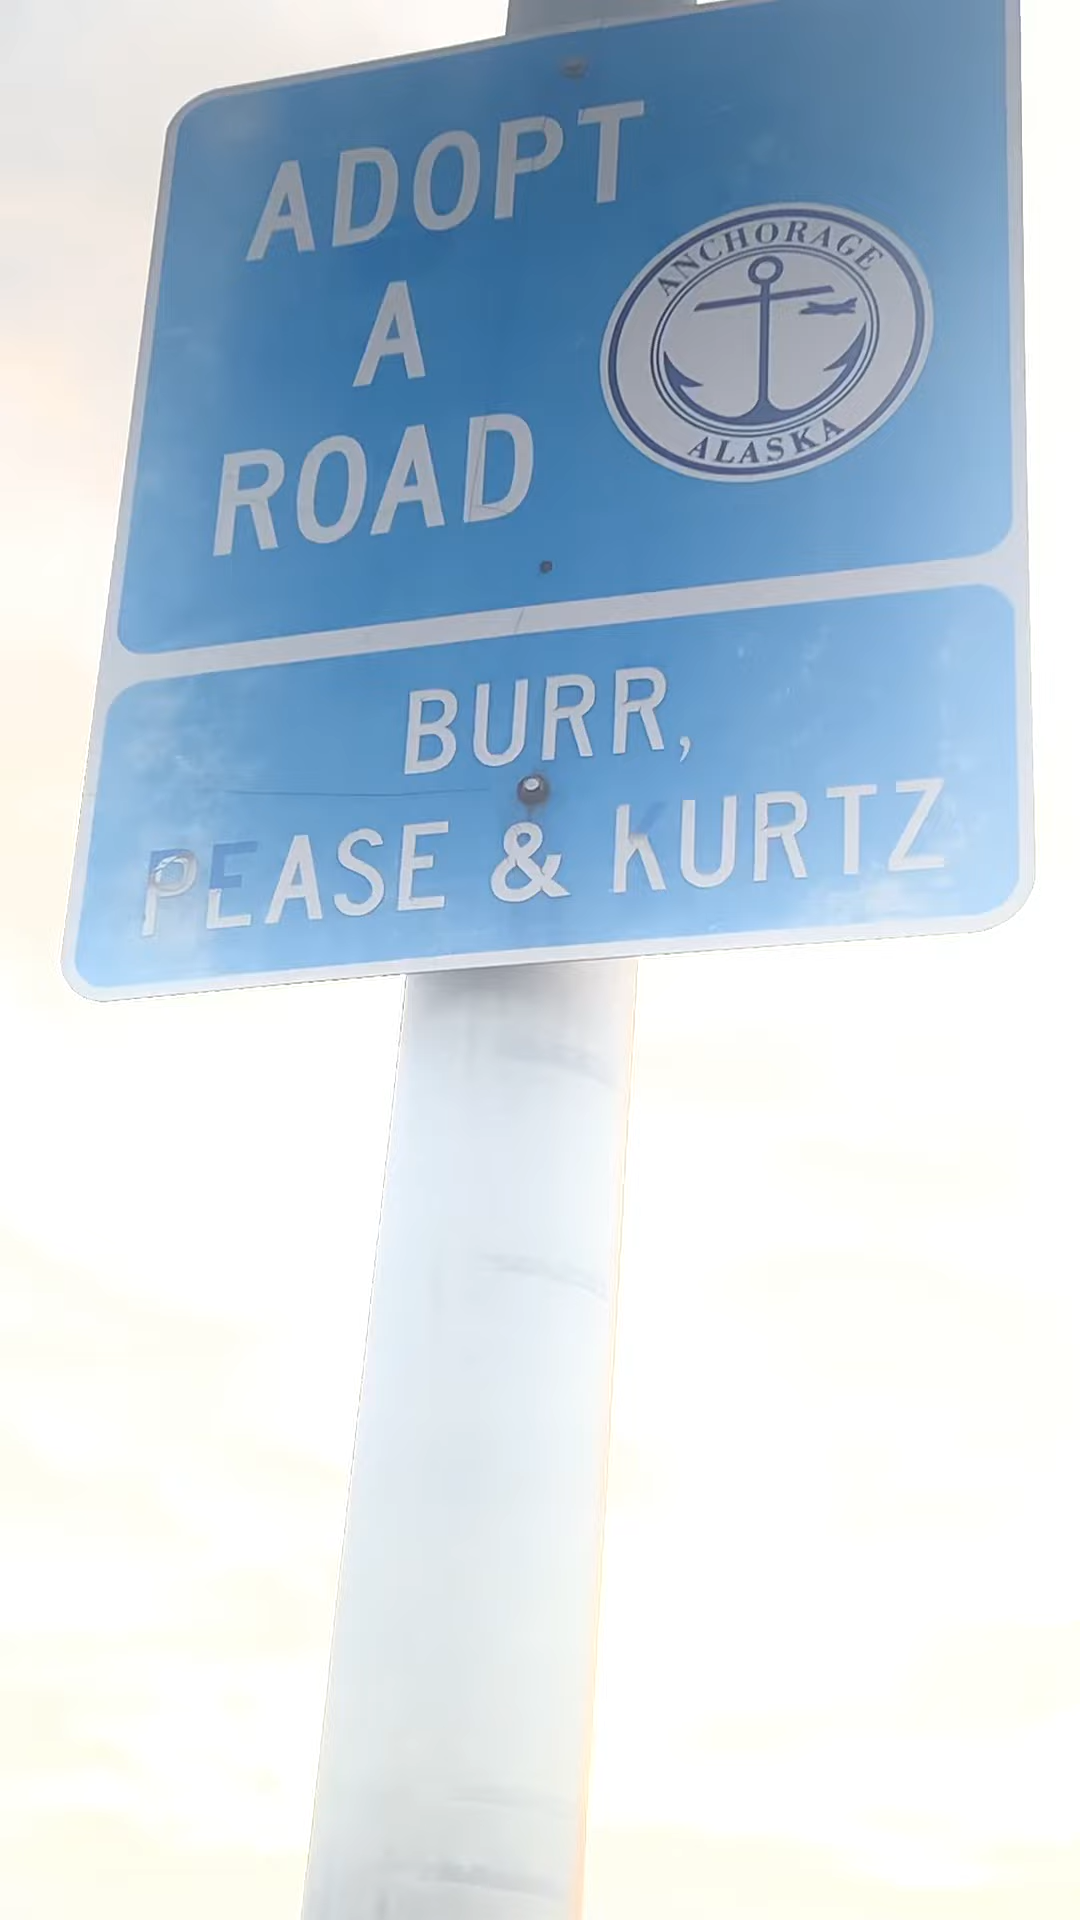 ADOPT
A
ROAD
ANCHORAGE
ALASKA
BURR,
PEASE & KURTZ